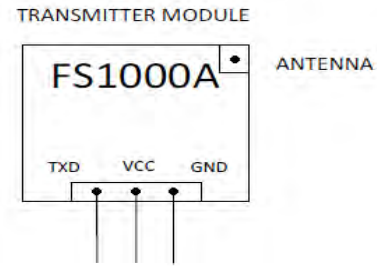 TRANSMITTER MODULE
FS1000A
ANTENNA
TXD VCC GND